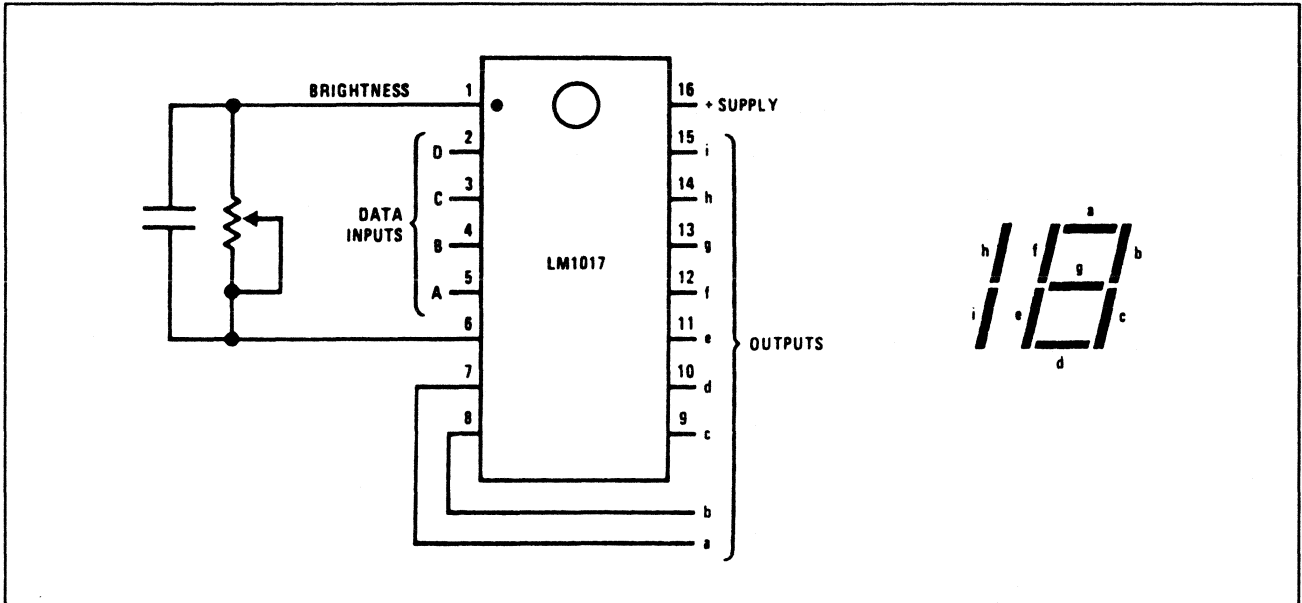 BRIGHTNESS
1
16
+ SUPPLY
D
2
15
i
C
3
14
h
DATA
INPUTS
B
4
13
g
LM1017
A
5
12
f
6
11
e
OUTPUTS
7
10
d
8
9
c
b
a
a
h
f
b
g
i
e
c
d